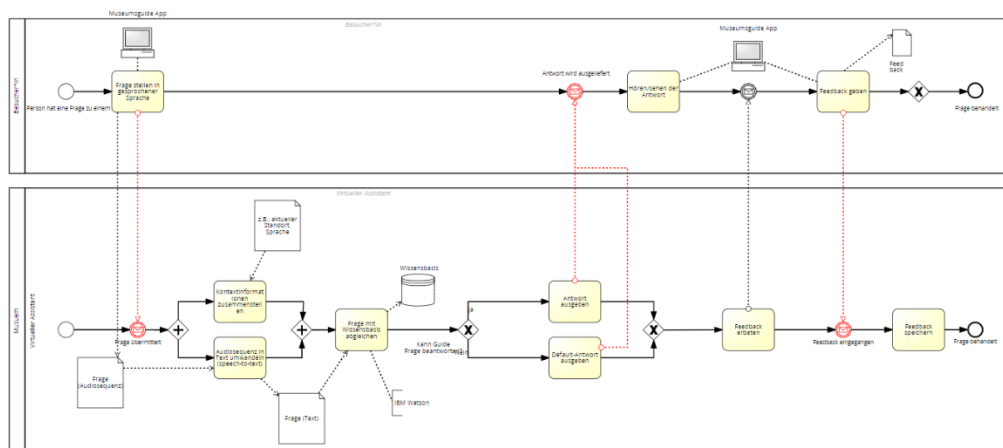 Museumsguide App
Besucher*in
Museumsguide App
Feed
back
Frage stellen in
gesprochener
Sprache
Antwort wird ausgeliefert
Hören/sehen der
Antwort
Feedback geben
Person hat eine Frage zu einem
Frage behandelt
Besucher*in
Virtueller Assistent
z.B.: aktueller
Standort,
Sprache
Wissensbasis
Kontextinformat
ionen
zusammenstell
en
Antwort
ausgeben
Frage mit
Wissensbasis
abgleichen
Feedback
erbeten
Feedback
speichern
Frage übermittelt
Kann Guide
Frage beantworten?
Feedback eingegangen
Frage behandelt
Audiosequenz in
Text umwandeln
(speech-to-text)
Default-Antwort
ausgeben
Frage
(Audiosequenz)
IBM Watson
Frage (Text)
Virtueller Assistent